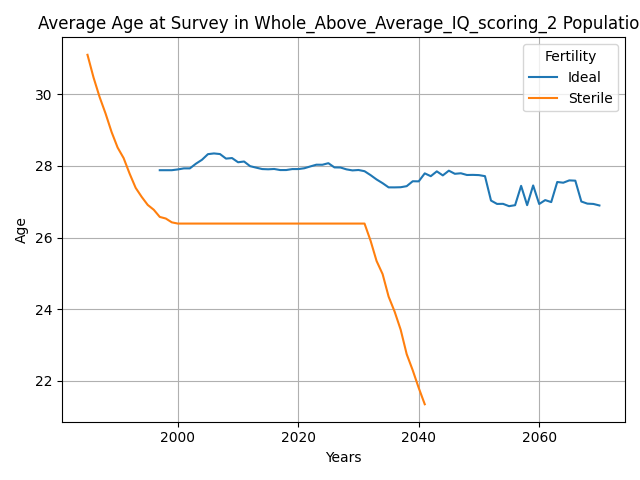 Average Age at Survey in Whole_Above_Average_IQ_scoring_2 Populatio
Fertility
Ideal
Sterile
Age
30
28
26
24
22
2000 2020 2040 2060
Years